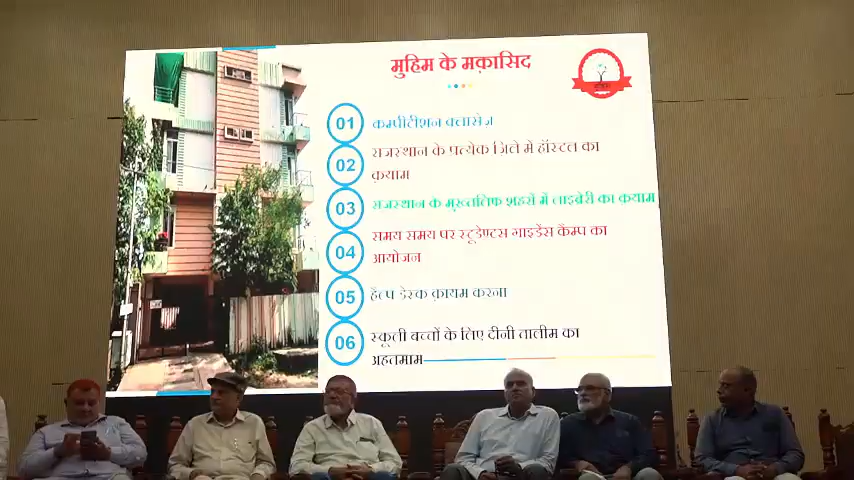 मुहिम के मक़ासिद
01 कम्पीटीशन क्लासेज़
02 राजस्थान के प्रत्येक ज़िले में हॉस्टल का
क़याम
03 राजस्थान के मुख़्तलिफ शहरों में लाइब्रेरी का क़याम
04 समय समय पर स्टूडेण्टस गाइडेंस कैम्प का
आयोजन
05 हेल्प डेस्क क़ायम करना
06 स्कूली बच्चों के लिए दीनी तालीम का
अहतमाम